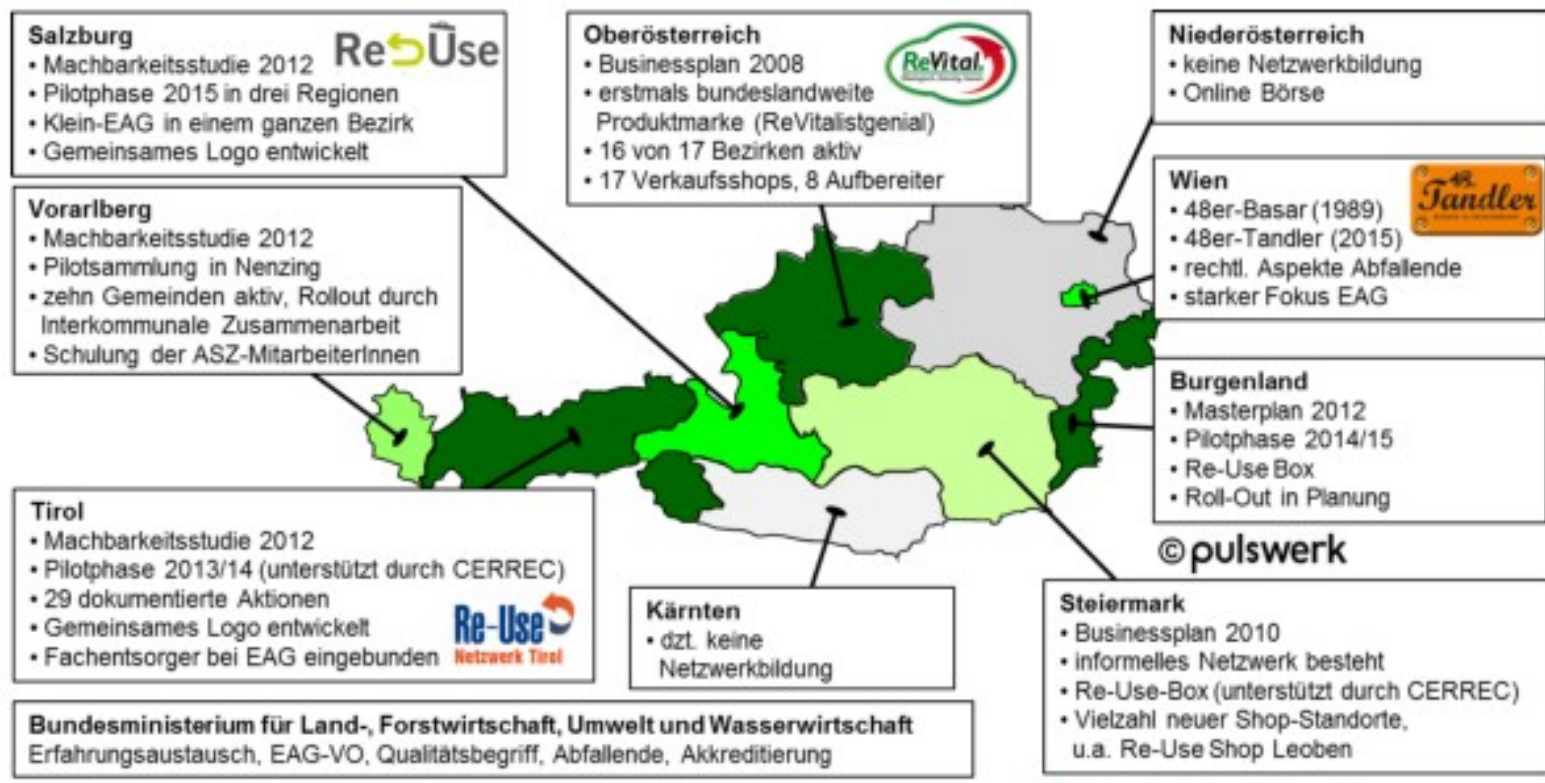 Salzburg
• Machbarkeitsstudie 2012
• Pilotphase 2015 in drei Regionen
• Klein-EAG in einem ganzen Bezirk
• Gemeinsames Logo entwickelt
Re Use
Oberösterreich
• Businessplan 2008
• erstmals bundeslandweite
Produktmarke (ReVitalistgenial)
• 16 von 17 Bezirken aktiv
• 17 Verkaufsshops, 8 Aufbereiter
ReVital.
Niederösterreich
• keine Netzwerkbildung
• Online Börse
Vorarlberg
• Machbarkeitsstudie 2012
• Pilotsammlung in Nenzing
• zehn Gemeinden aktiv, Rollout durch
Interkommunale Zusammenarbeit
• Schulung der ASZ-MitarbeiterInnen
Wien
• 48er-Basar (1989)
• 48er-Tandler (2015)
• rechtl. Aspekte Abfallende
• starker Fokus EAG
48er
Tandler
Burgenland
• Masterplan 2012
• Pilotphase 2014/15
• Re-Use Box
• Roll-Out in Planung
© pulswerk
Tirol
• Machbarkeitsstudie 2012
• Pilotphase 2013/14 (unterstützt durch CERREC)
• 29 dokumentierte Aktionen
• Gemeinsames Logo entwickelt
• Fachentsorger bei EAG eingebunden
Re-Use
Netzwerk Tirol
Kärnten
• dzt. keine
Netzwerkbildung
Steiermark
• Businessplan 2010
• informelles Netzwerk besteht
• Re-Use-Box (unterstützt durch CERREC)
• Vielzahl neuer Shop-Standorte,
u.a. Re-Use Shop Leoben
Bundesministerium für Land-, Forstwirtschaft, Umwelt und Wasserwirtschaft
Erfahrungsaustausch, EAG-VO, Qualitätsbegriff, Abfallende, Akkreditierung